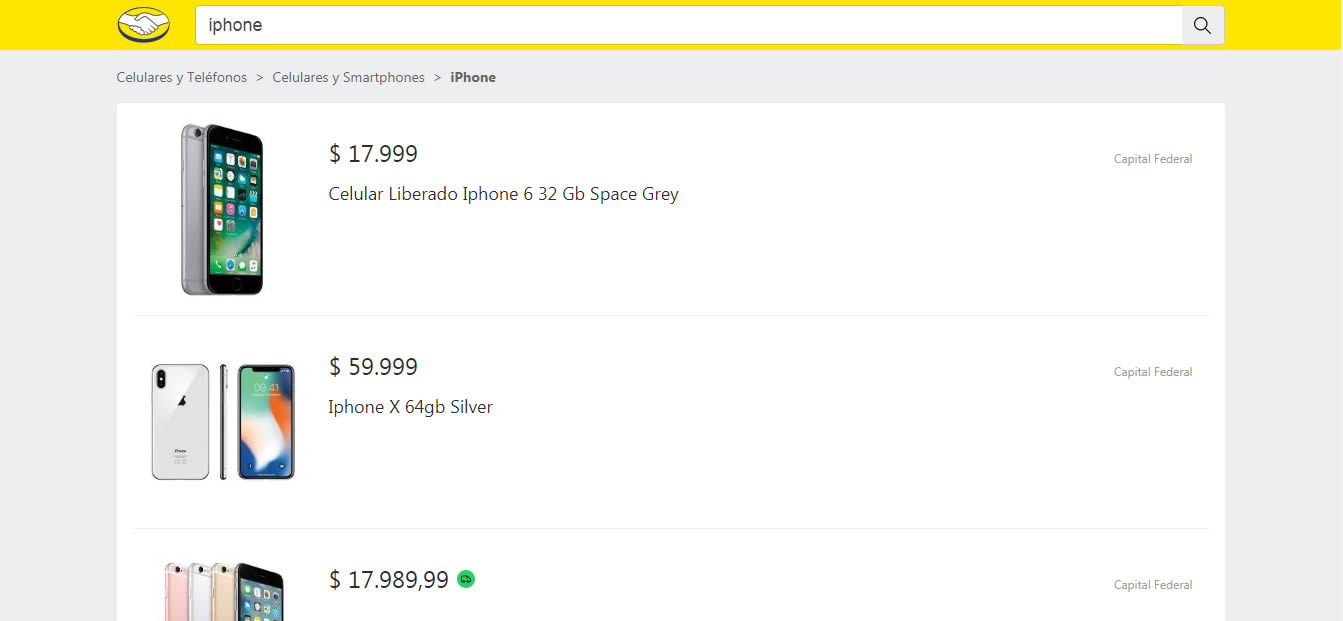 iphone
Celulares y Teléfonos > Celulares y Smartphones > iPhone
$ 17.999
Capital Federal
Celular Liberado Iphone 6 32 Gb Space Grey
$ 59.999
Capital Federal
Iphone X 64gb Silver
09:41
iPhone
$ 17.989,99
Capital Federal